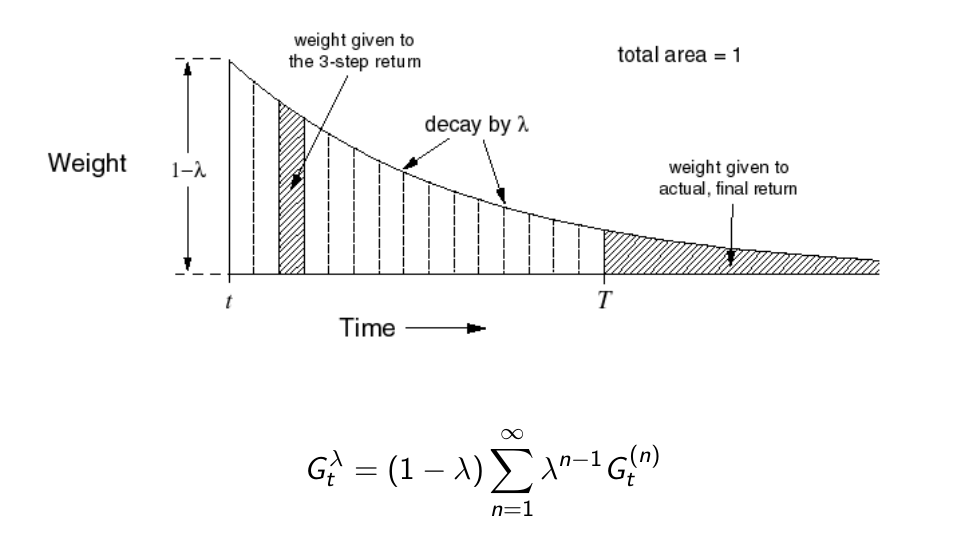 weight given to
the 3-step return
total area = 1
decay by λ
Weight
1−λ
weight given to
actual, final return
t
T
Time
G_t^λ = (1 − λ) ∑_{n=1}^{∞} λ^{n−1} G_t^{(n)}